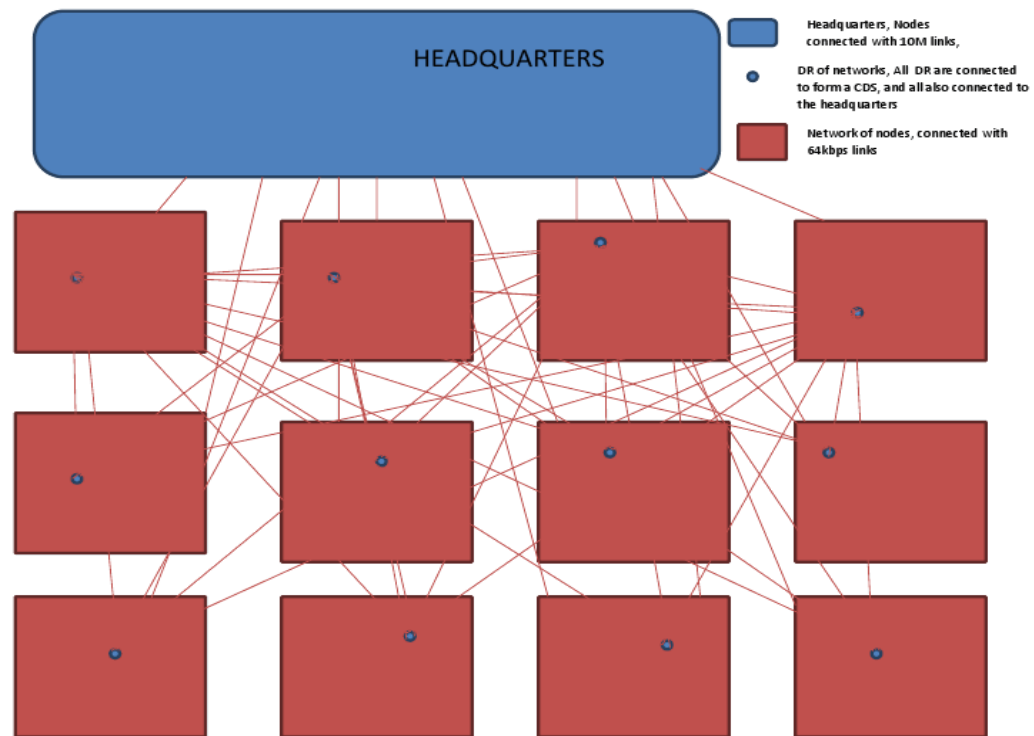 HEADQUARTERS
Headquarters, Nodes
connected with 10M links,
DR of networks, All DR are connected
to form a CDS, and all also connected to
the headquarters
Network of nodes, connected with
64kbps links